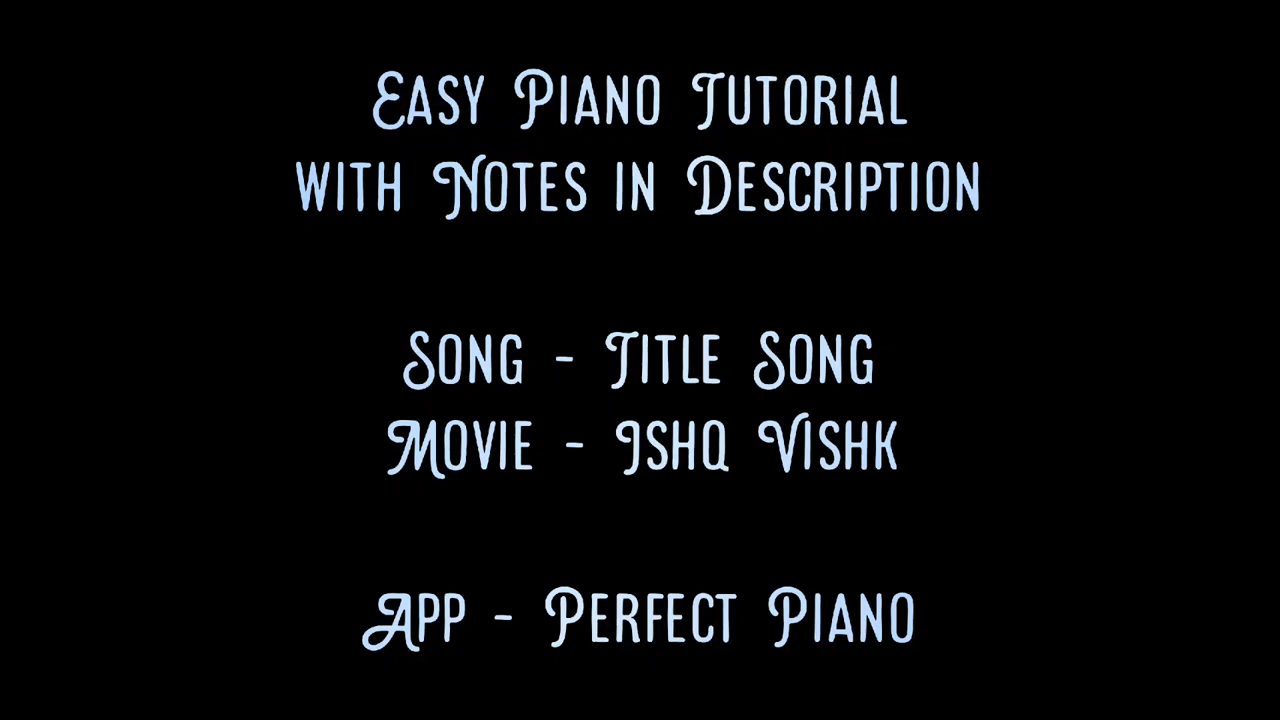 Easy Piano Tutorial
with Notes in Description
Song - Title Song
Movie - Ishq Vishk
App - Perfect Piano